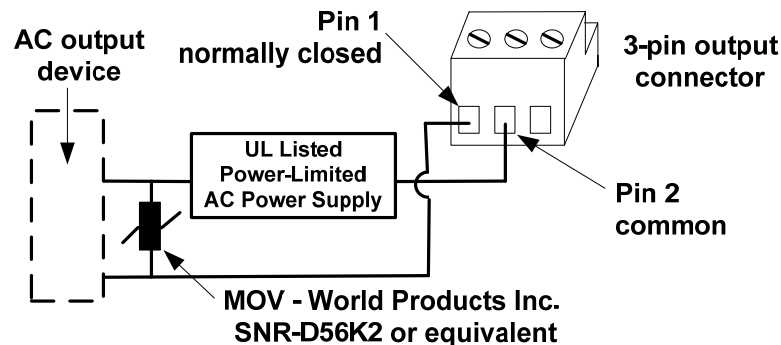 AC output
device
Pin 1
normally closed
3-pin output
connector
UL Listed
Power-Limited
AC Power Supply
Pin 2
common
MOV - World Products Inc.
SNR-D56K2 or equivalent